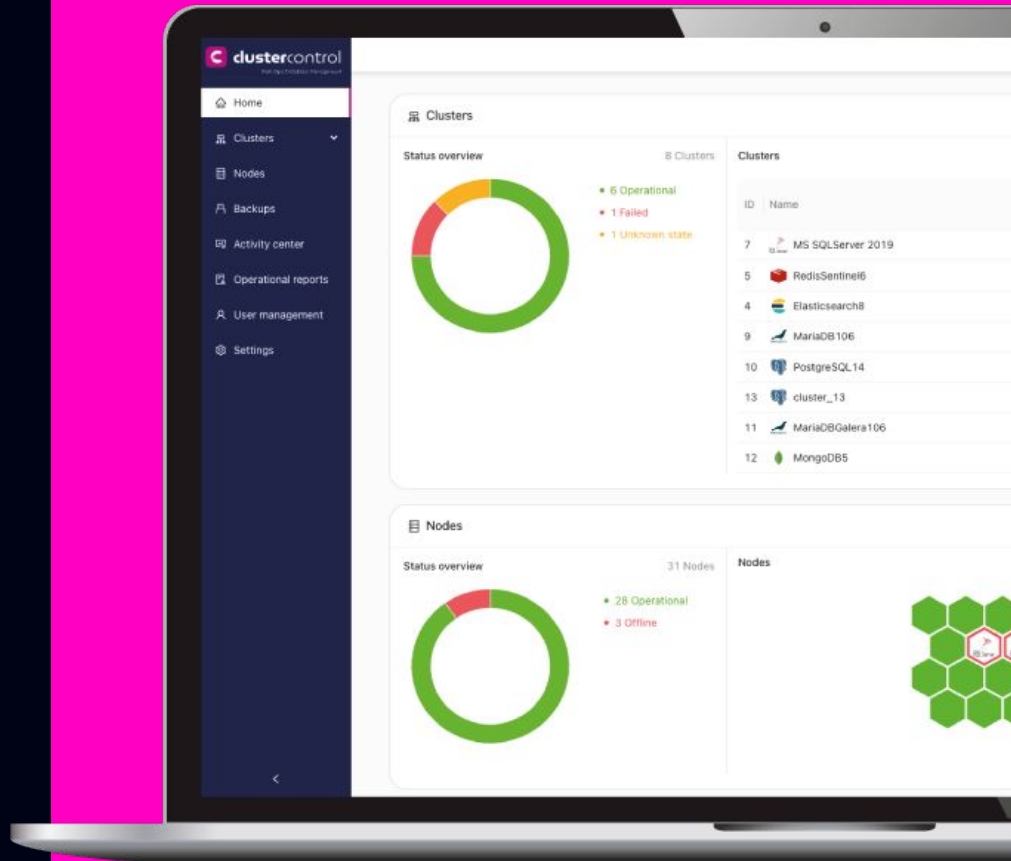 clustercontrol
Home
Clusters
Nodes
Backups
Activity center
Operational reports
User management
Settings
Clusters
Status overview
8 Clusters
6 Operational
1 Failed
1 Unknown state
Clusters
ID Name
7 MS SQLServer 2019
5 RedisSentinel6
4 Elasticsearch8
9 MariaDB106
10 PostgreSQL14
13 cluster_13
11 MariaDBGalera106
12 MongoDB5
Nodes
Status overview
31 Nodes
28 Operational
3 Offline
Nodes